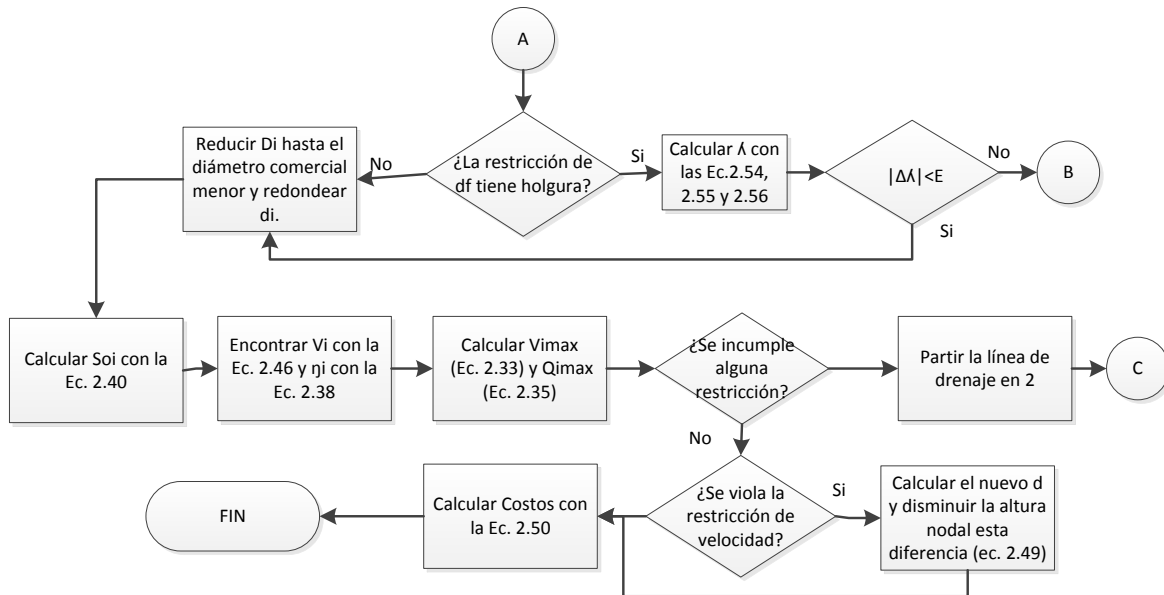 A
¿La restricción de
df tiene holgura?
No
Si
Reducir Di hasta el
diámetro comercial
menor y redondear
di.
Calcular ʎ con
las Ec.2.54,
2.55 y 2.56
|Δʎ|<E
No
Si
B
Calcular Soi con la
Ec. 2.40
Encontrar Vi con la
Ec. 2.46 y ŋi con la
Ec. 2.38
Calcular Vimax
(Ec. 2.33) y Qimax
(Ec. 2.35)
¿Se incumple
alguna
restricción?
No
Partir la línea de
drenaje en 2
C
FIN
Calcular Costos con
la Ec. 2.50
¿Se viola la
restricción de
velocidad?
Si
Calcular el nuevo d
y disminuir la altura
nodal esta
diferencia (ec. 2.49)